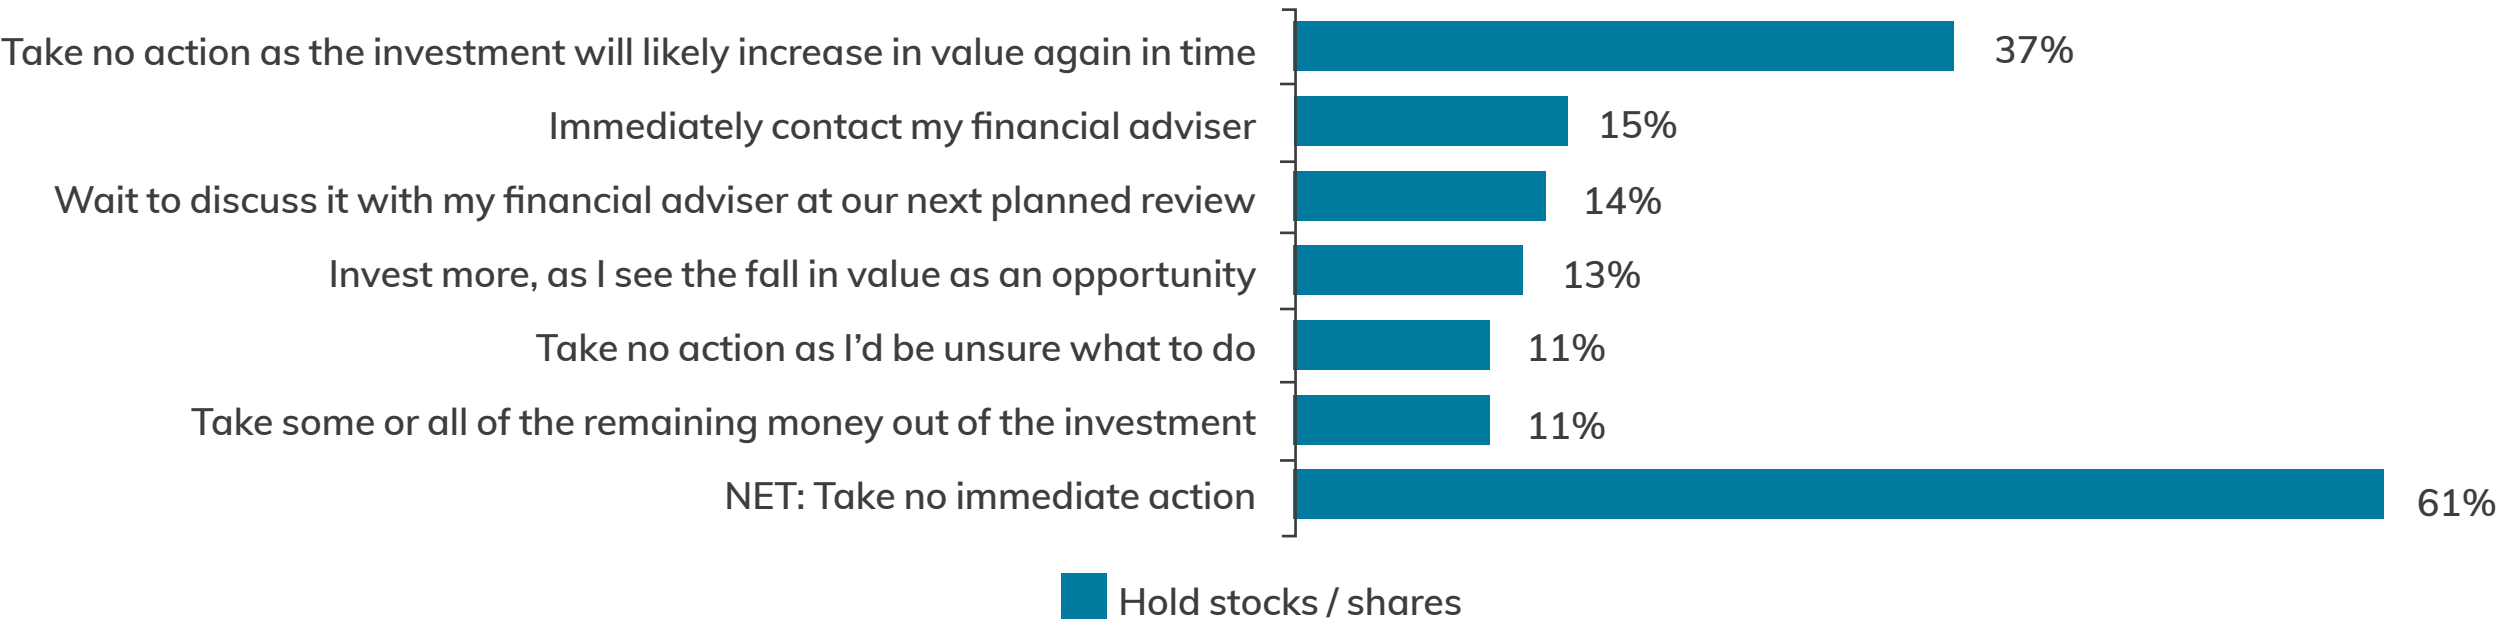 Take no action as the investment will likely increase in value again in time 37%
Immediately contact my financial adviser 15%
Wait to discuss it with my financial adviser at our next planned review 14%
Invest more, as I see the fall in value as an opportunity 13%
Take no action as I’d be unsure what to do 11%
Take some or all of the remaining money out of the investment 11%
NET: Take no immediate action 61%
Hold stocks / shares